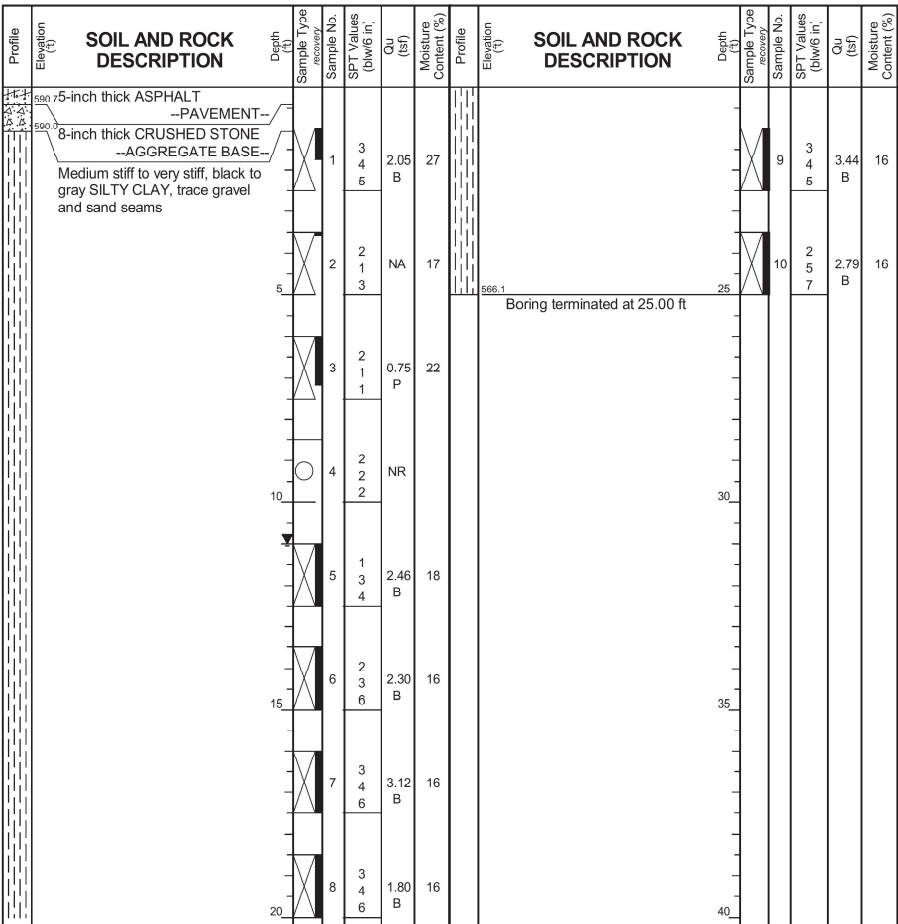 Profile
Elevation (ft)
SOIL AND ROCK DESCRIPTION
Depth (ft)
Sample Type
recovery
Sample No.
SPT Values (blw/6 in)
Qu (tsf)
Moisture Content (%)
Profile
Elevation (ft)
SOIL AND ROCK DESCRIPTION
Depth (ft)
Sample Type
recovery
Sample No.
SPT Values (blw/6 in)
Qu (tsf)
Moisture Content (%)
590.7 5-inch thick ASPHALT
--PAVEMENT--
590.0 8-inch thick CRUSHED STONE
--AGGREGATE BASE--
Medium stiff to very stiff, black to
gray SILTY CLAY, trace gravel
and sand seams
1 3 4 5 2.05 B 27
2 2 1 3 NA 17
5
3 2 1 1 0.75 P 22
4 2 2 2 NR
10
5 1 3 4 2.46 B 18
6 2 3 6 2.30 B 16
15
7 3 4 6 3.12 B 16
8 3 4 6 1.80 B 16
20
9 3 4 5 3.44 B 16
10 2 5 7 2.79 B 16
566.1
25
Boring terminated at 25.00 ft
30
35
40